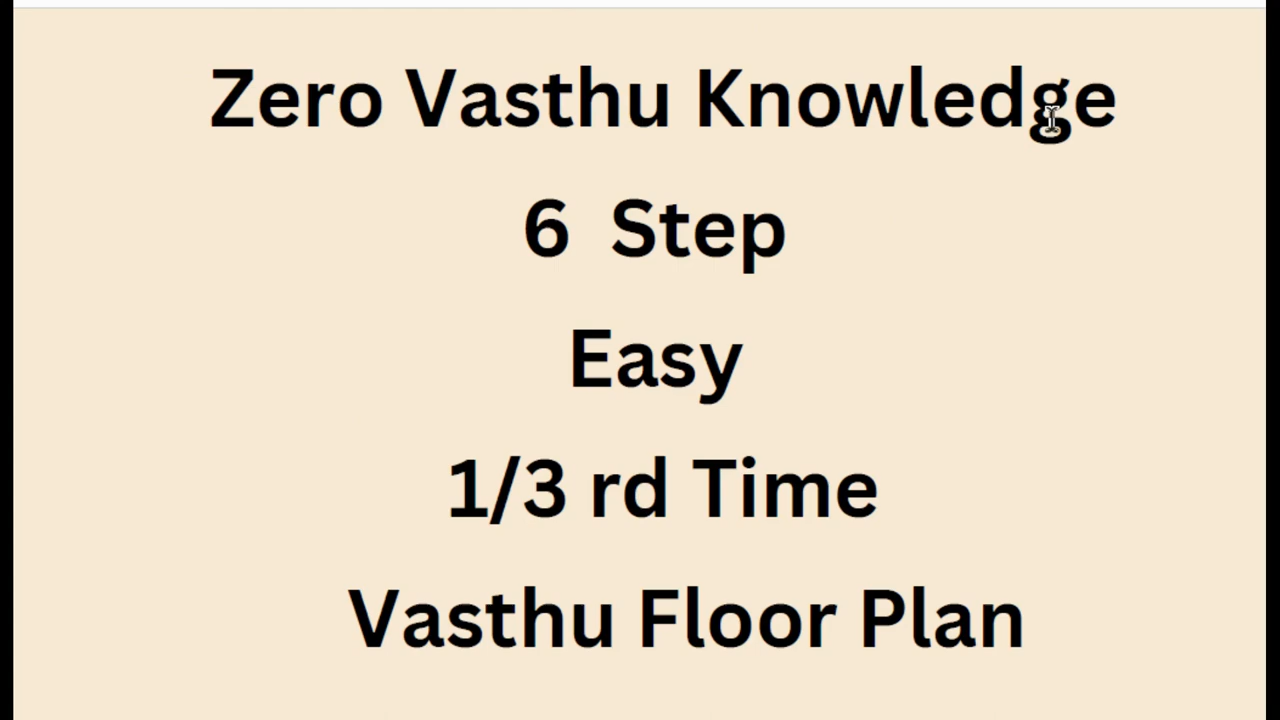 Zero Vasthu Knowledge
6 Step
Easy
1/3 rd Time
Vasthu Floor Plan